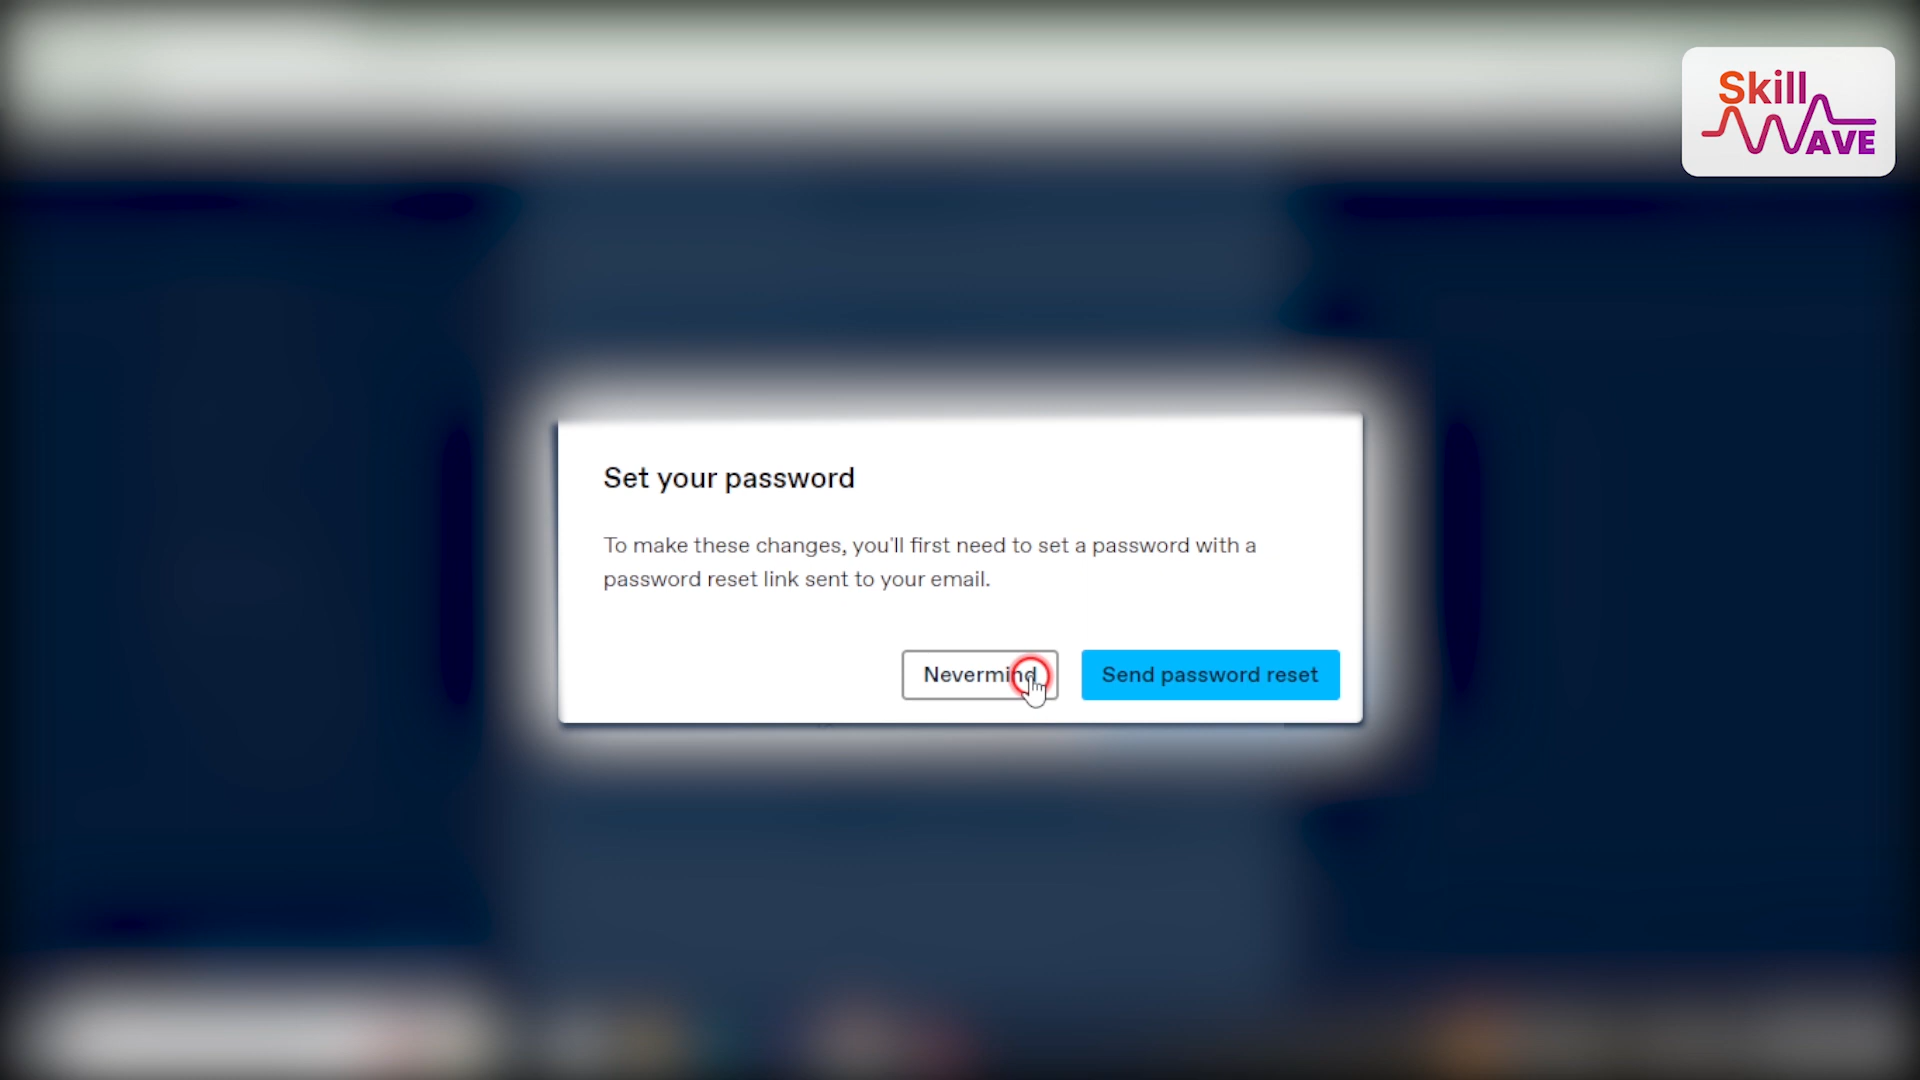 Skill
WAVE
Set your password
To make these changes, you'll first need to set a password with a
password reset link sent to your email.
Nevermind
Send password reset